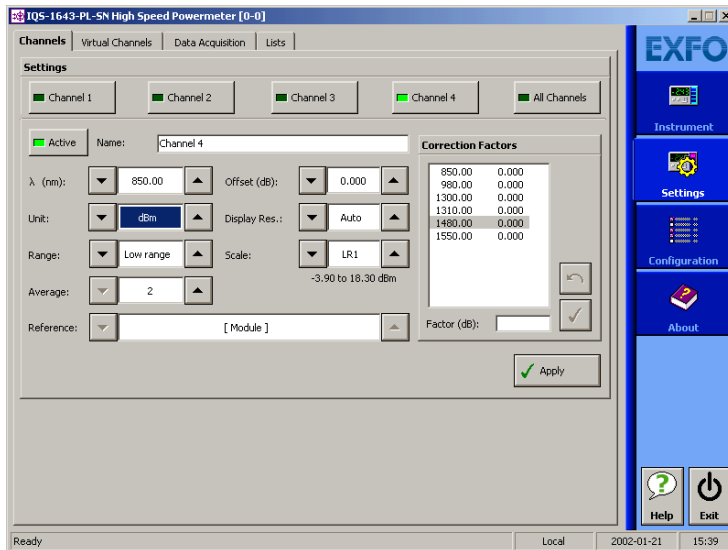 IQS-1643-PL-SN High Speed Powermeter [0-0]
Channels Virtual Channels Data Acquisition Lists
EXFO
Settings
Channel 1 Channel 2 Channel 3 Channel 4 All Channels
Instrument
Active Name: Channel 4
Correction Factors
λ (nm): 850.00 Offset (dB): 0.000
850.00 0.000
980.00 0.000
1300.00 0.000
1310.00 0.000
1480.00 0.000
1550.00 0.000
Settings
Unit: dBm Display Res.: Auto
Range: Low range Scale: LR1
Configuration
-3.90 to 18.30 dBm
Average: 2
Reference: [ Module ]
Factor (dB):
About
Apply
Help Exit
Ready Local 2002-01-21 15:39